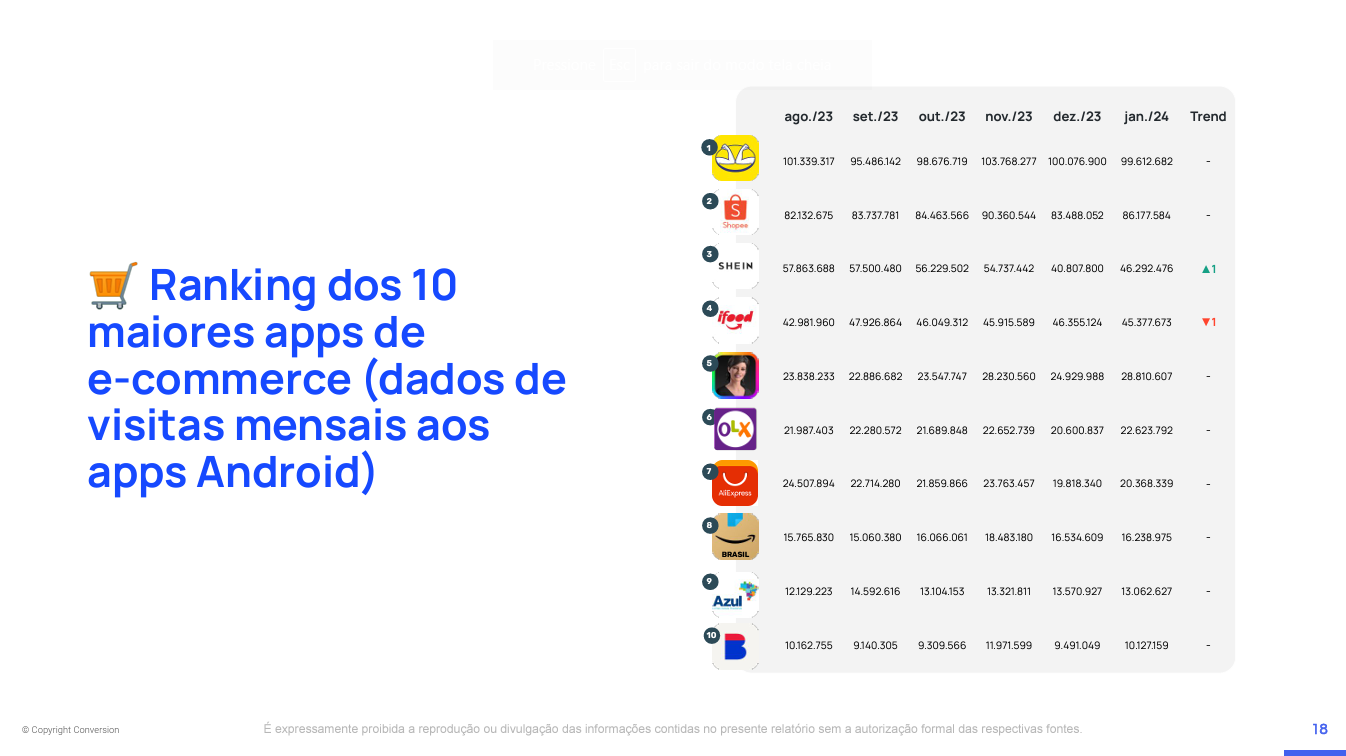 ago./23 set./23 out./23 nov./23 dez./23 jan./24 Trend
1 101.339.317 95.486.142 98.676.719 103.768.277 100.076.900 99.612.682 -
2 Shopee 82.132.675 83.737.781 84.463.566 90.360.544 83.488.052 86.177.584 -
3 SHEIN 57.863.688 57.500.480 56.229.502 54.737.442 40.807.800 46.292.476 ▲1
4 ifood 42.981.960 47.926.864 46.049.312 45.915.589 46.355.124 45.377.673 ▼1
5 23.838.233 22.886.682 23.547.747 28.230.560 24.929.988 28.810.607 -
6 OLX 21.987.403 22.280.572 21.689.848 22.652.739 20.600.837 22.623.792 -
7 AliExpress 24.507.894 22.714.280 21.859.866 23.763.457 19.818.340 20.368.339 -
8 BRASIL 15.765.830 15.060.380 16.066.061 18.483.180 16.534.609 16.238.975 -
9 Azul 12.129.223 14.592.616 13.104.153 13.321.811 13.570.927 13.062.627 -
10 B 10.162.755 9.140.305 9.309.566 11.971.599 9.491.049 10.127.159 -
Ranking dos 10
maiores apps de
e-commerce (dados de
visitas mensais aos
apps Android)
© Copyright Conversion
É expressamente proibida a reprodução ou divulgação das informações contidas no presente relatório sem a autorização formal das respectivas fontes.
18